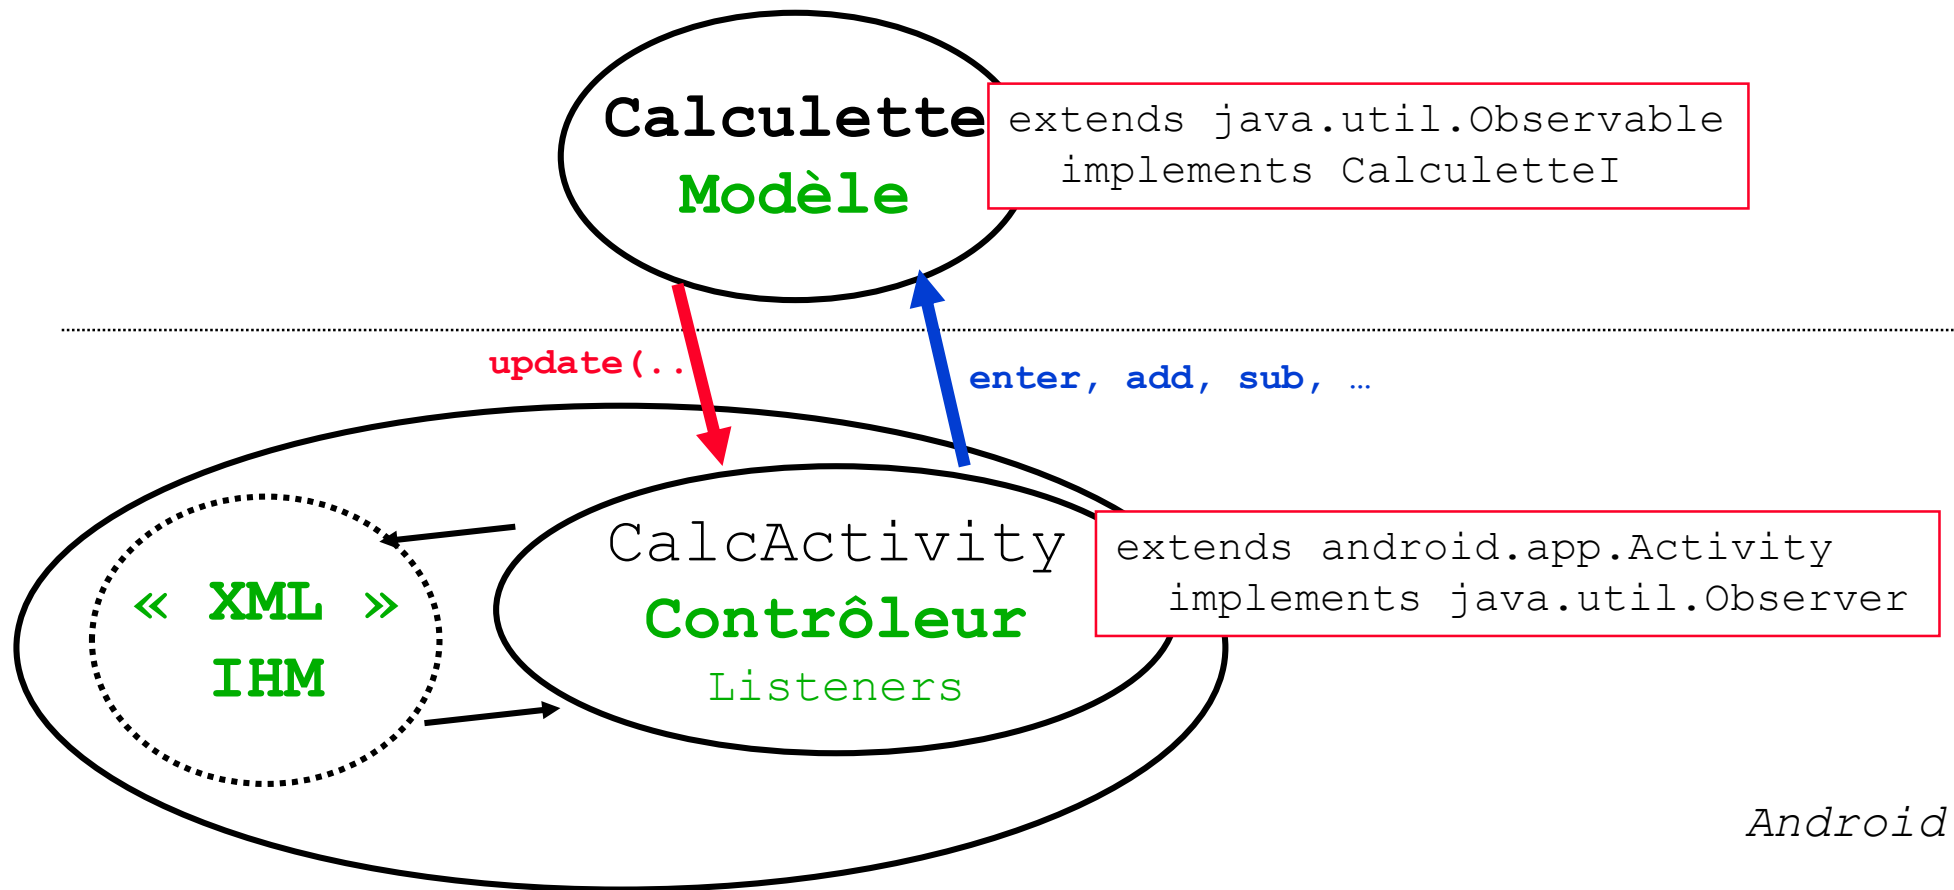 Calculette
Modèle
extends java.util.Observable
implements CalculetteI
update(..
enter, add, sub, …
CalcActivity
Contrôleur
Listeners
extends android.app.Activity
implements java.util.Observer
« XML »
IHM
Android